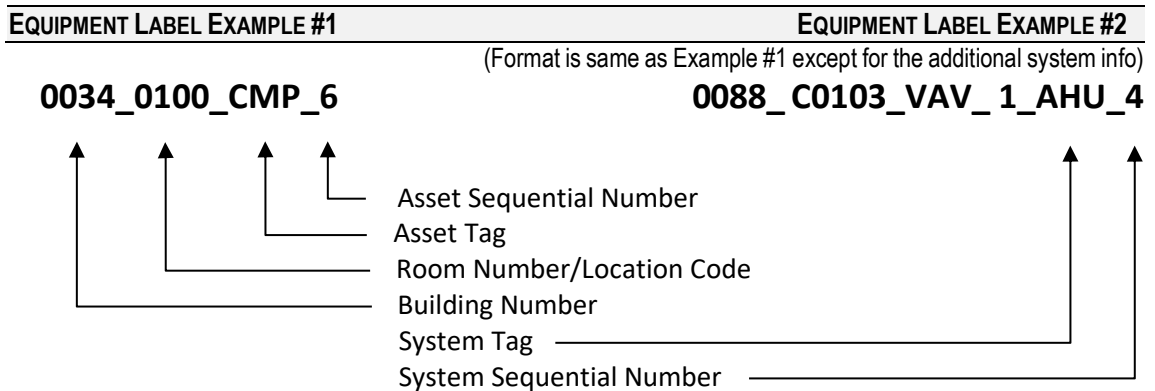 EQUIPMENT LABEL EXAMPLE #1 EQUIPMENT LABEL EXAMPLE #2
(Format is same as Example #1 except for the additional system info)
0034_0100_CMP_6 0088_ C0103_VAV_ 1_AHU_4
Asset Sequential Number
Asset Tag
Room Number/Location Code
Building Number
System Tag
System Sequential Number